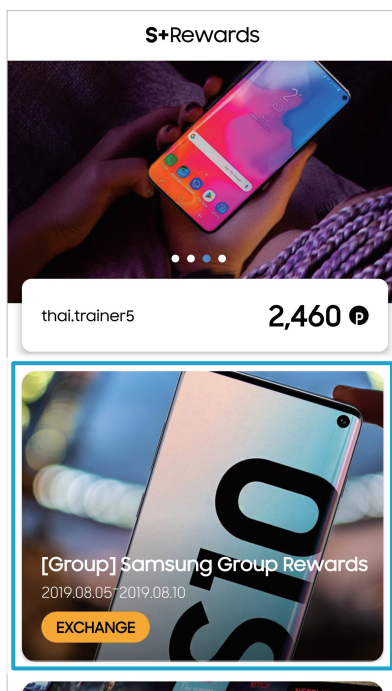 S+Rewards
thai.trainer5
2,460 P
S10
[Group] Samsung Group Rewards
2019.08.05~2019.08.10
EXCHANGE